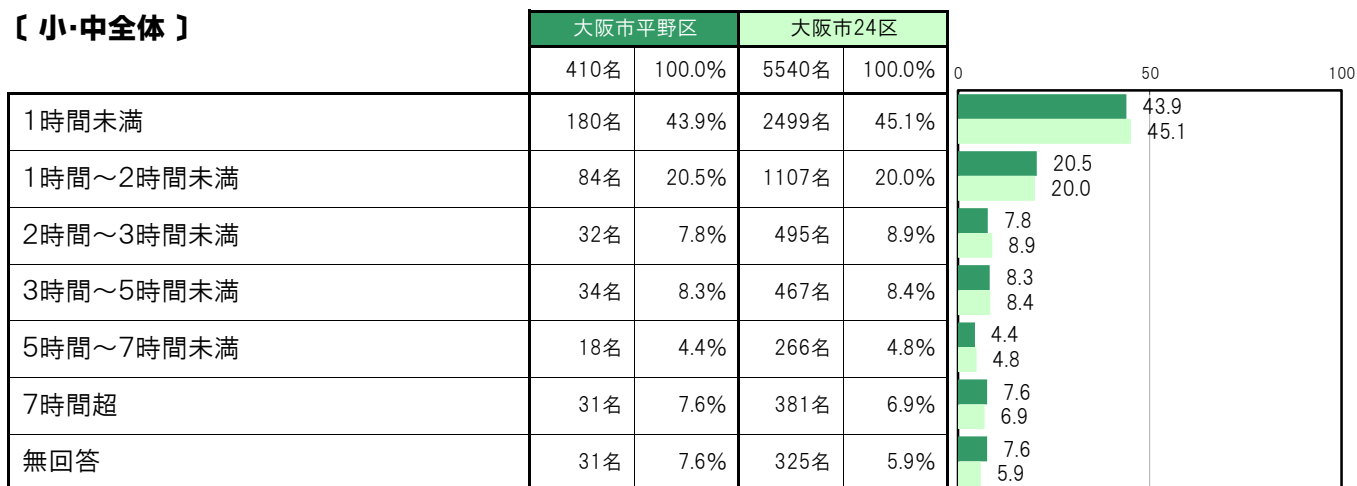 〔 小・中全体 〕
大阪市平野区 大阪市24区
410名 100.0% 5540名 100.0% 0 50 100
1時間未満 180名 43.9% 2499名 45.1% 43.9 45.1
1時間～2時間未満 84名 20.5% 1107名 20.0% 20.5 20.0
2時間～3時間未満 32名 7.8% 495名 8.9% 7.8 8.9
3時間～5時間未満 34名 8.3% 467名 8.4% 8.3 8.4
5時間～7時間未満 18名 4.4% 266名 4.8% 4.4 4.8
7時間超 31名 7.6% 381名 6.9% 7.6 6.9
無回答 31名 7.6% 325名 5.9% 7.6 5.9